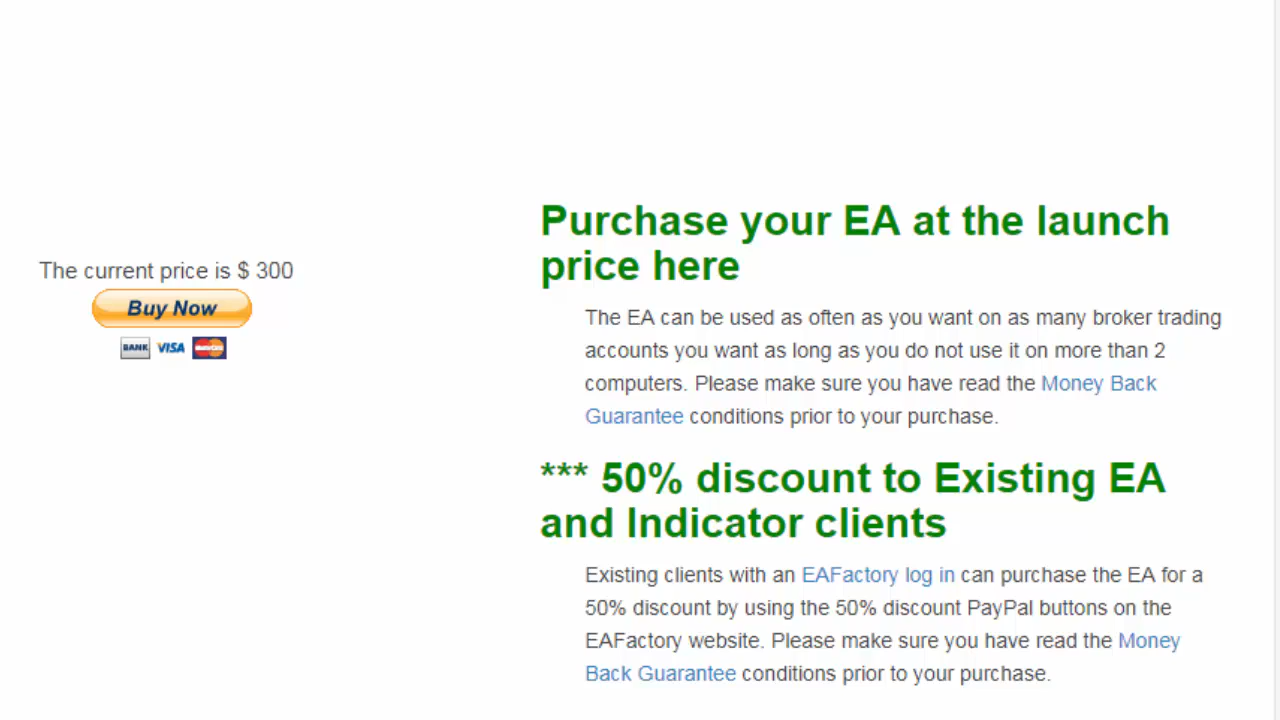 The current price is $ 300
Buy Now
BANK VISA MasterCard
Purchase your EA at the launch
price here
The EA can be used as often as you want on as many broker trading
accounts you want as long as you do not use it on more than 2
computers. Please make sure you have read the Money Back
Guarantee conditions prior to your purchase.
*** 50% discount to Existing EA
and Indicator clients
Existing clients with an EAFactory log in can purchase the EA for a
50% discount by using the 50% discount PayPal buttons on the
EAFactory website. Please make sure you have read the Money
Back Guarantee conditions prior to your purchase.